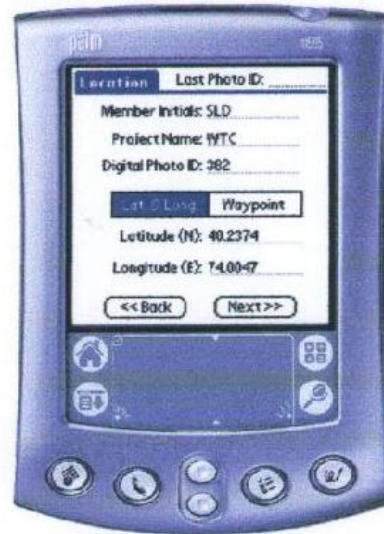 palm
Location Last Photo ID:
Member Initials: SLD
Project Name: WTC
Digital Photo ID: 382
Lat & Long Waypoint
Latitude (N): 40.2374
Longitude (E): 74.0047
<< Back Next >>